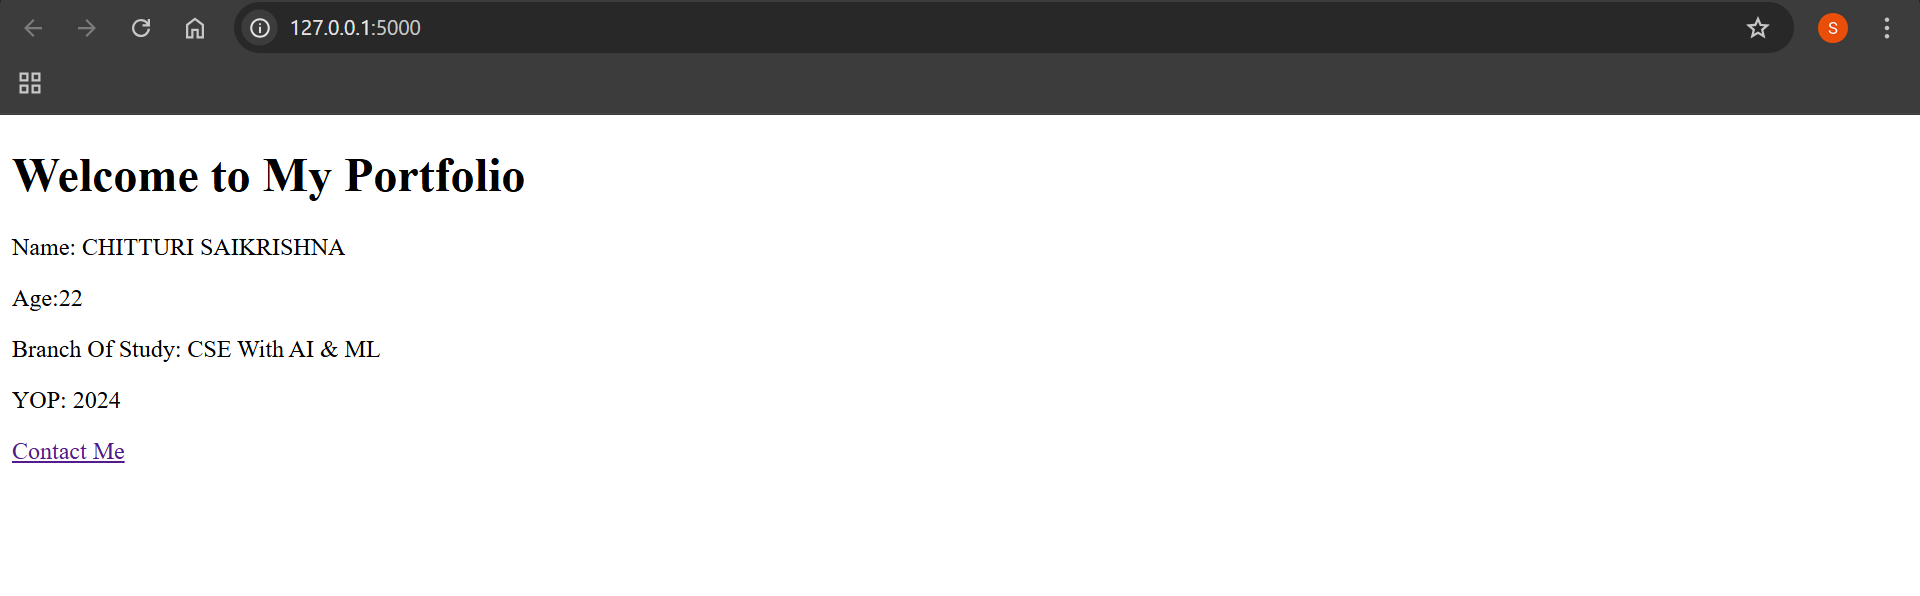 127.0.0.1:5000
S
Welcome to My Portfolio
Name: CHITTURI SAIKRISHNA
Age:22
Branch Of Study: CSE With AI & ML
YOP: 2024
Contact Me